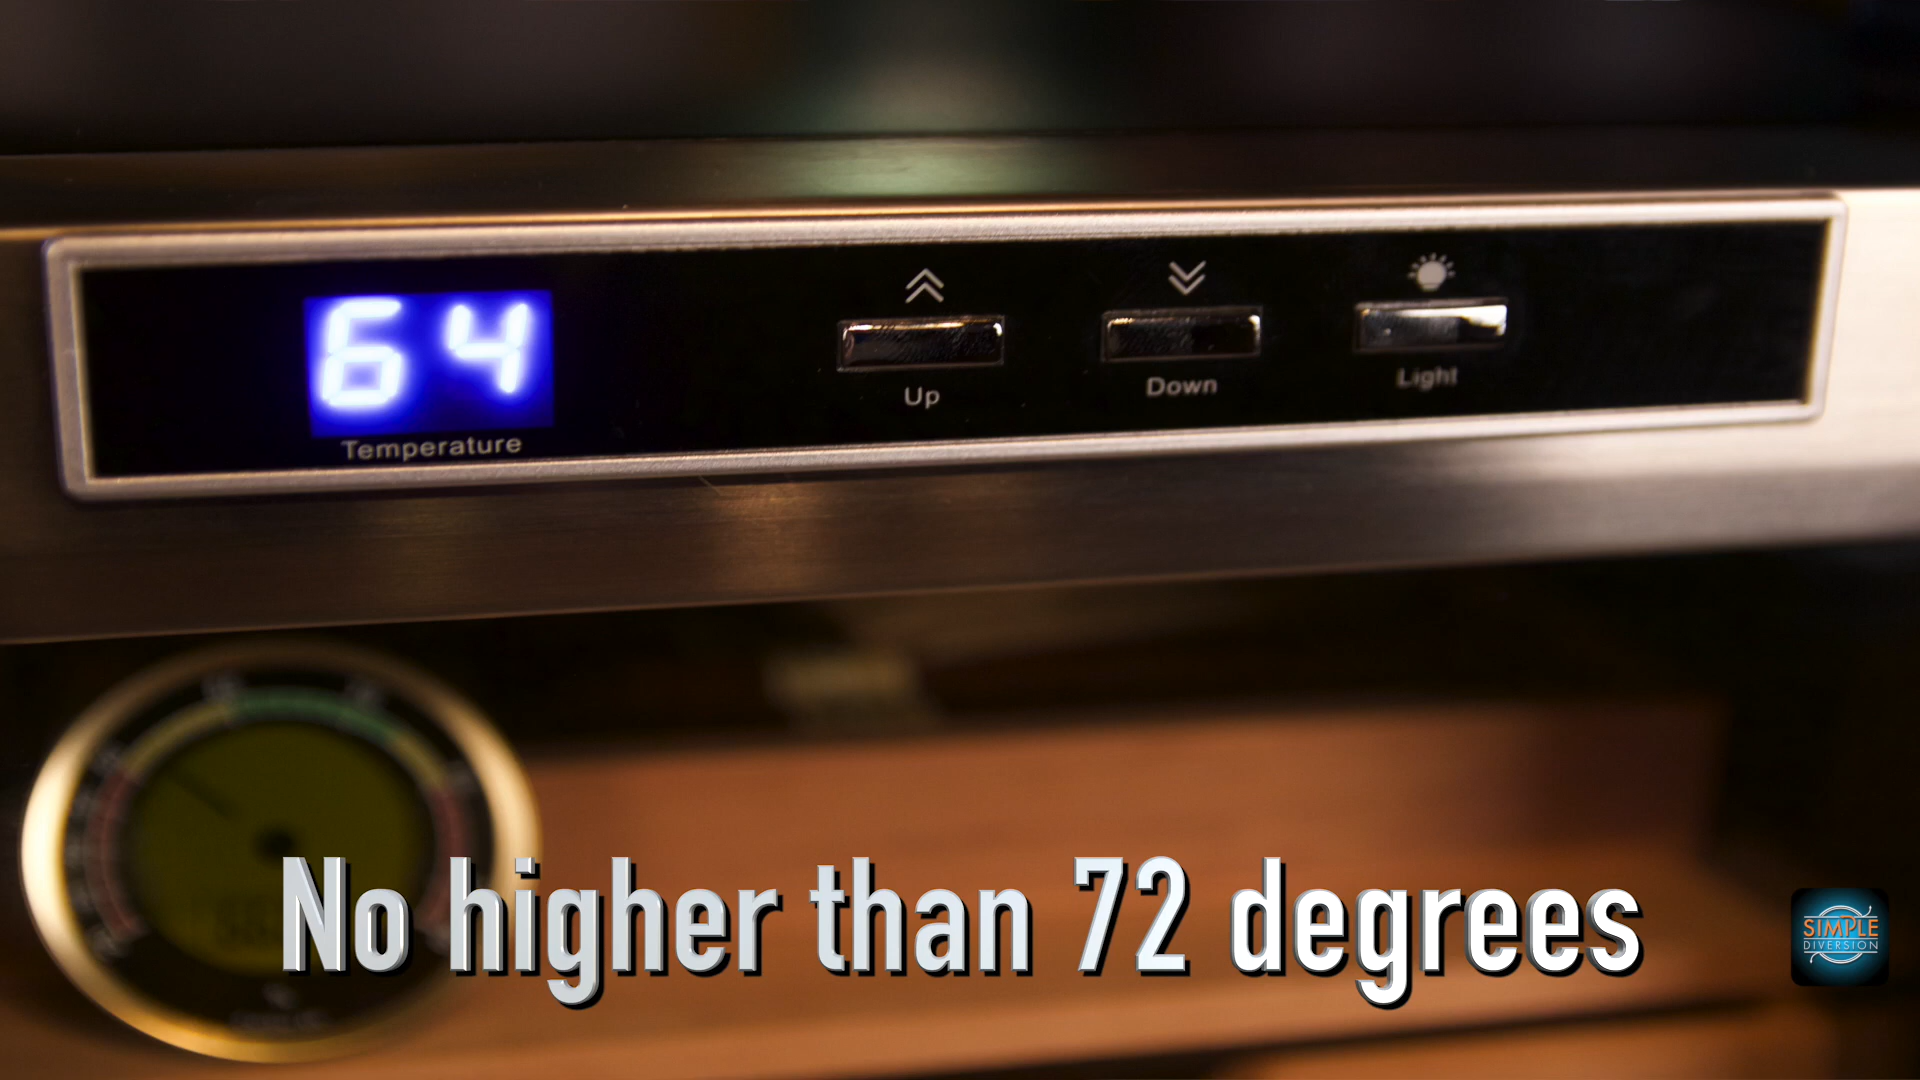 64
Temperature
Up
Down
Light
No higher than 72 degrees
SIMPLE
DIVERSION